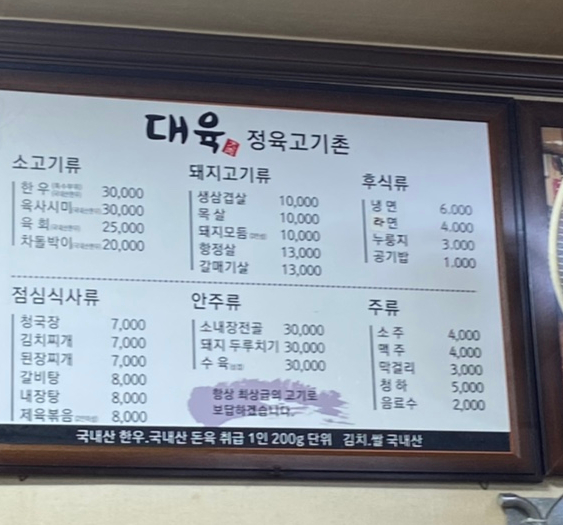 대육 정육고기촌
소고기류
한우 30,000
육사시미 30,000
육회 25,000
차돌박이 20,000
돼지고기류
생삼겹살 10,000
목살 10,000
돼지모듬 10,000
항정살 13,000
갈매기살 13,000
후식류
냉면 6.000
라면 4.000
누룽지 3.000
공기밥 1.000
점심식사류
청국장 7,000
김치찌개 7,000
된장찌개 7,000
갈비탕 8,000
내장탕 8,000
제육볶음 8,000
안주류
소내장전골 30,000
돼지 두루치기 30,000
수육 30,000
항상 최상급의 고기로
보답하겠습니다.
주류
소주 4,000
맥주 4,000
막걸리 3,000
청하 5,000
음료수 2,000
국내산 한우.국내산 돈육 취급 1인 200g 단위 김치.쌀 국내산